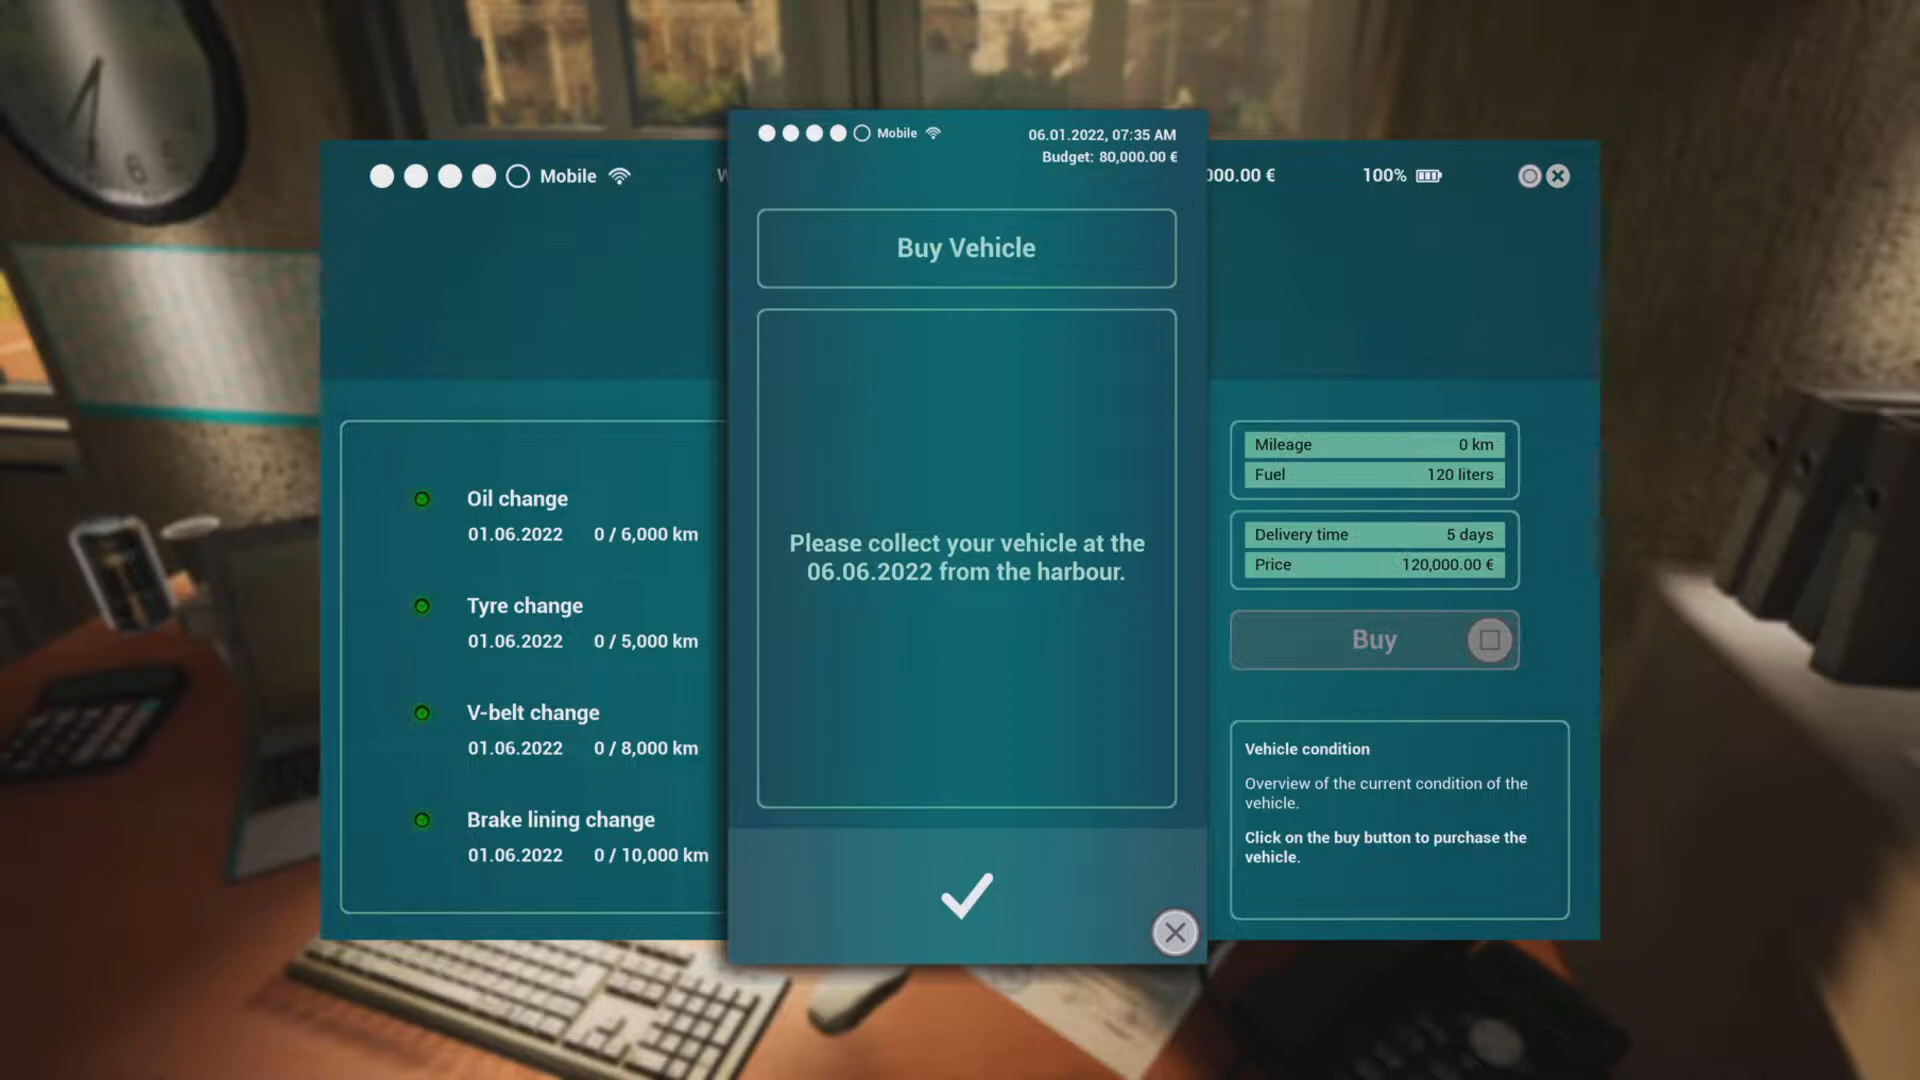 Mobile
06.01.2022, 07:35 AM
Budget: 80,000.00 €
Mobile
000.00 €
100%
Buy Vehicle
Please collect your vehicle at the
06.06.2022 from the harbour.
Oil change
01.06.2022 0 / 6,000 km
Tyre change
01.06.2022 0 / 5,000 km
V-belt change
01.06.2022 0 / 8,000 km
Brake lining change
01.06.2022 0 / 10,000 km
Mileage 0 km
Fuel 120 liters
Delivery time 5 days
Price 120,000.00 €
Buy
Vehicle condition
Overview of the current condition of the
vehicle.
Click on the buy button to purchase the
vehicle.
6
5